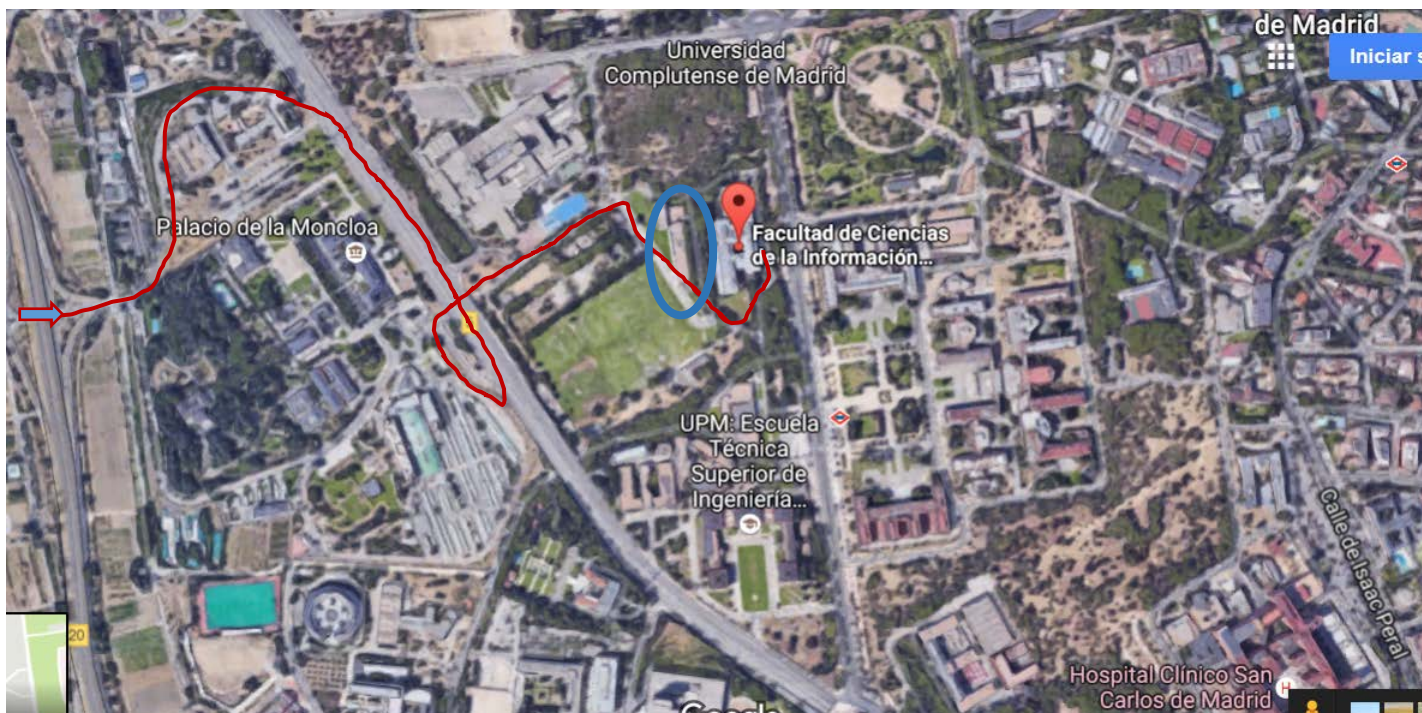 de Madrid
Iniciar s
Universidad
Complutense de Madrid
Palacio de la Moncloa
Facultad de Ciencias
de la Información...
UPM: Escuela
Técnica
Superior de
Ingeniería...
Calle de Isaac Peral
20
Hospital Clínico San
Carlos de Madrid
H
Google